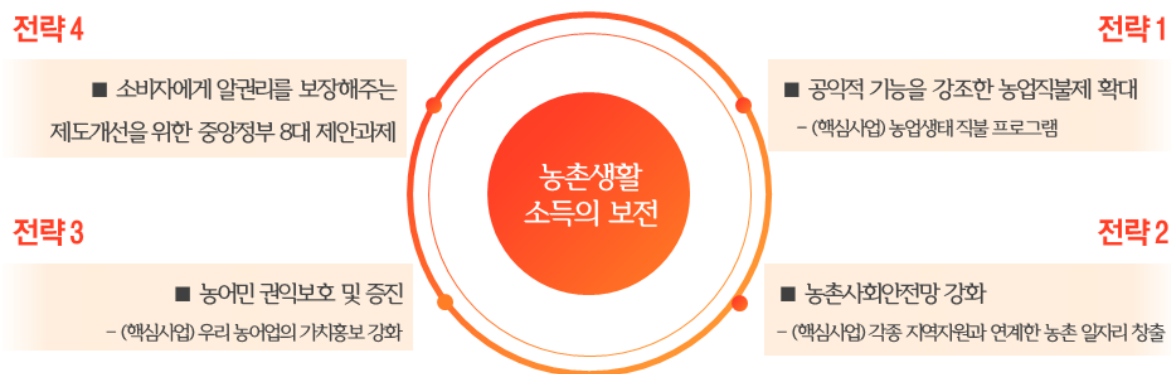 전략 4
■ 소비자에게 알권리를 보장해주는
제도개선을 위한 중앙정부 8대 제안과제
전략 1
■ 공익적 기능을 강조한 농업직불제 확대
- (핵심사업) 농업생태 직불 프로그램
농촌생활
소득의 보전
전략 3
■ 농어민 권익보호 및 증진
- (핵심사업) 우리 농어업의 가치홍보 강화
전략 2
■ 농촌사회안전망 강화
- (핵심사업) 각종 지역자원과 연계한 농촌 일자리 창출